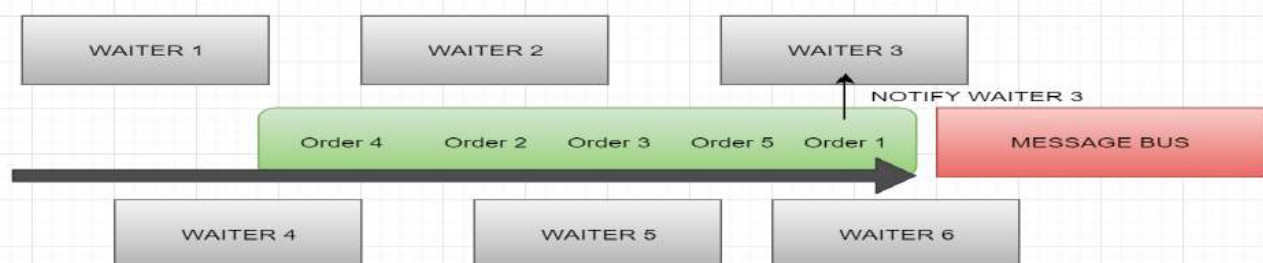 WAITER 1
WAITER 2
WAITER 3
NOTIFY WAITER 3
Order 4 Order 2 Order 3 Order 5 Order 1
MESSAGE BUS
WAITER 4
WAITER 5
WAITER 6